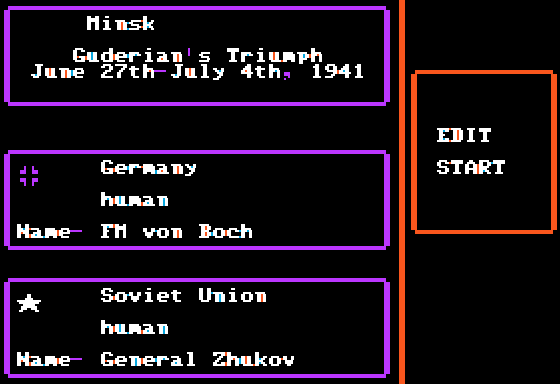 Minsk
Guderian's Triumph
June 27th-July 4th, 1941
EDIT
START
Germany
human
Name- FM von Boch
Soviet Union
human
Name- General Zhukov